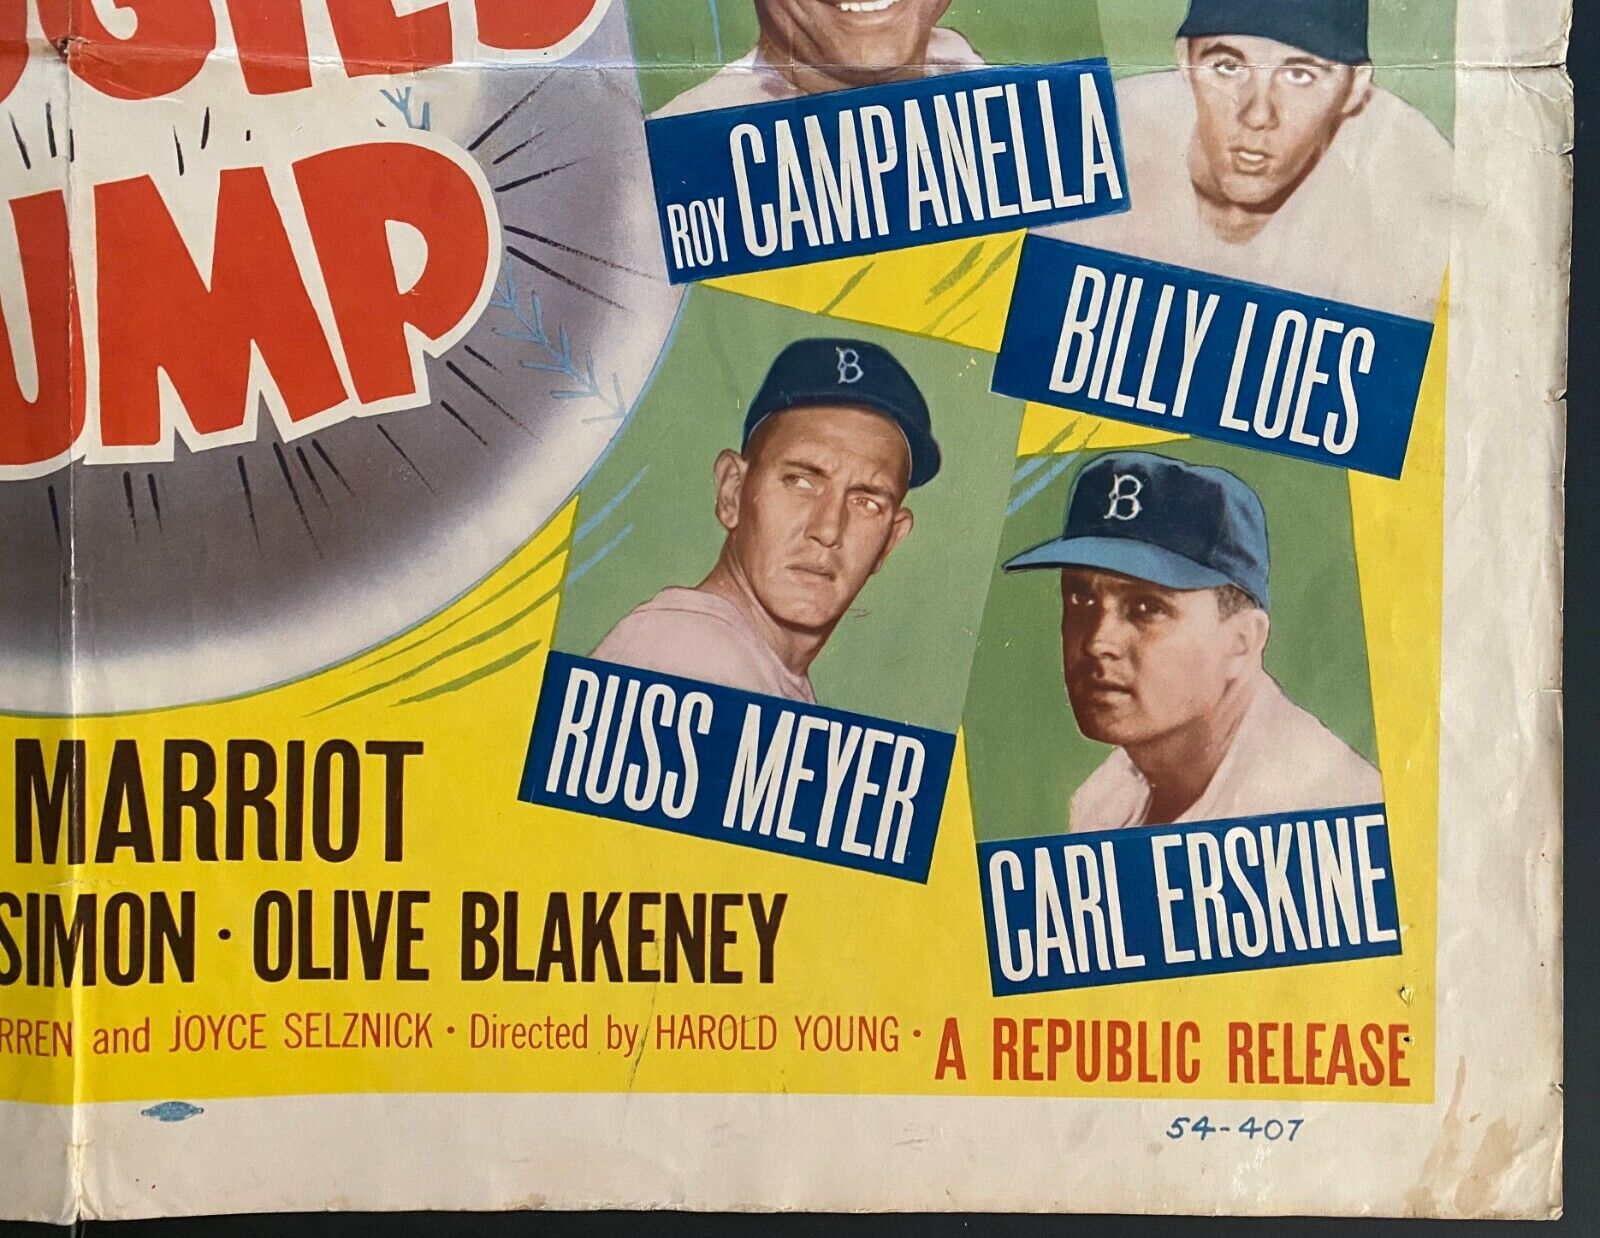 UMP
ROY CAMPANELLA
BILLY LOES
B
B
RUSS MEYER
CARL ERSKINE
MARRIOT
SIMON · OLIVE BLAKENEY
RREN and JOYCE SELZNICK · Directed by HAROLD YOUNG · A REPUBLIC RELEASE
54-407